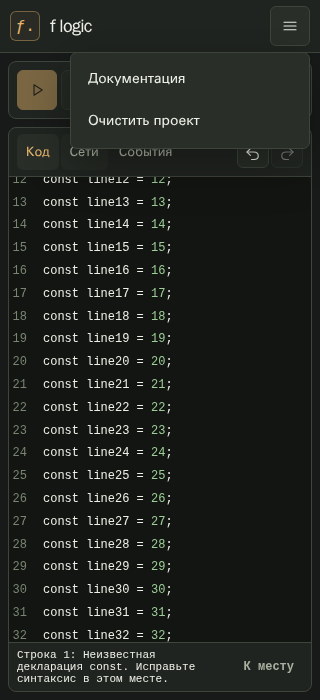 f. f logic
Документация
Очистить проект
Код Сети События
12 const line12 = 12;
13 const line13 = 13;
14 const line14 = 14;
15 const line15 = 15;
16 const line16 = 16;
17 const line17 = 17;
18 const line18 = 18;
19 const line19 = 19;
20 const line20 = 20;
21 const line21 = 21;
22 const line22 = 22;
23 const line23 = 23;
24 const line24 = 24;
25 const line25 = 25;
26 const line26 = 26;
27 const line27 = 27;
28 const line28 = 28;
29 const line29 = 29;
30 const line30 = 30;
31 const line31 = 31;
32 const line32 = 32;
Строка 1: Неизвестная
декларация const. Исправьте
синтаксис в этом месте.
К месту